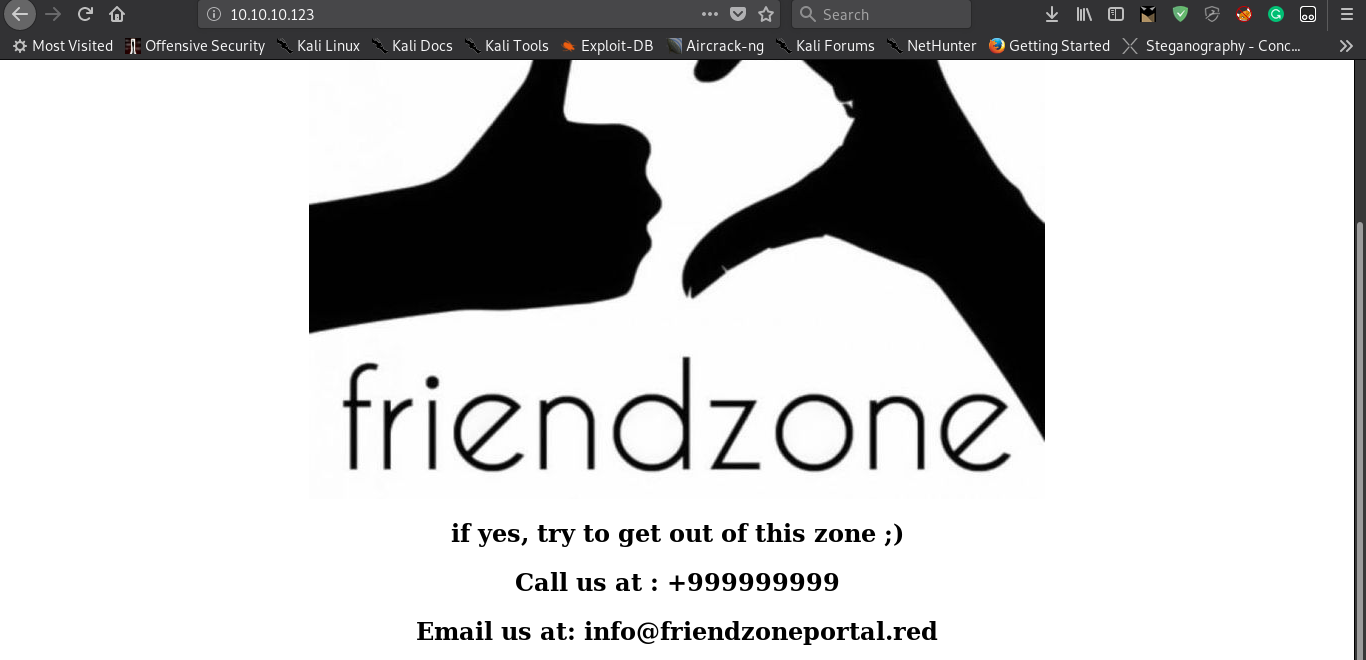 10.10.10.123
Search
Most Visited Offensive Security Kali Linux Kali Docs Kali Tools Exploit-DB Aircrack-ng Kali Forums NetHunter Getting Started Steganography - Conc...
friendzone
if yes, try to get out of this zone ;)
Call us at : +999999999
Email us at: info@friendzoneportal.red